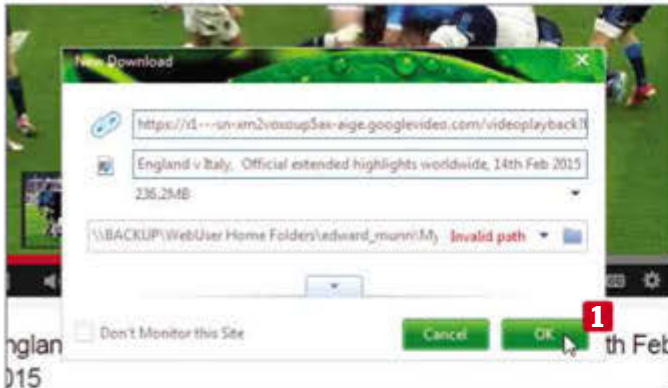 New Download
https://r1---sn-xm2voxoup5ax-aige.googlevideo.com/videoplayback?
England v Italy, Official extended highlights worldwide, 14th Feb 2015
236.2MB
\\BACKUP\WebUser Home Folders\edward_munn\My Invalid path
Don't Monitor this Site
Cancel
OK
1
nglan
th Feb
015